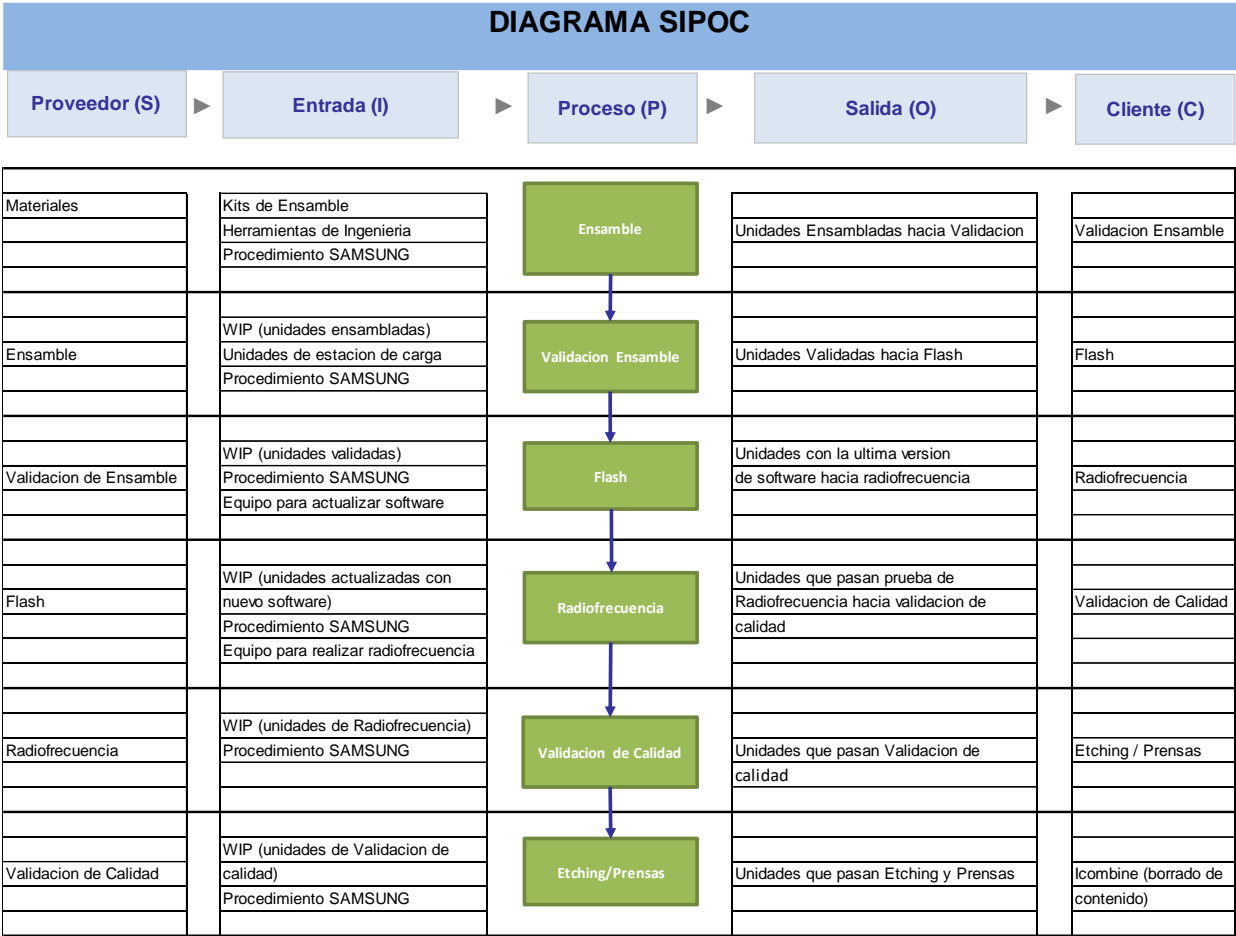 DIAGRAMA SIPOC
Proveedor (S)
Entrada (I)
Proceso (P)
Salida (O)
Cliente (C)
Materiales
Kits de Ensamble
Herramientas de Ingenieria
Procedimiento SAMSUNG
Ensamble
Unidades Ensambladas hacia Validacion
Validacion Ensamble
Ensamble
WIP (unidades ensambladas)
Unidades de estacion de carga
Procedimiento SAMSUNG
Validacion Ensamble
Unidades Validadas hacia Flash
Flash
Validacion de Ensamble
WIP (unidades validadas)
Procedimiento SAMSUNG
Equipo para actualizar software
Flash
Unidades con la ultima version
de software hacia radiofrecuencia
Radiofrecuencia
Flash
WIP (unidades actualizadas con
nuevo software)
Procedimiento SAMSUNG
Equipo para realizar radiofrecuencia
Radiofrecuencia
Unidades que pasan prueba de
Radiofrecuencia hacia validacion de
calidad
Validacion de Calidad
Radiofrecuencia
WIP (unidades de Radiofrecuencia)
Procedimiento SAMSUNG
Validacion de Calidad
Unidades que pasan Validacion de
calidad
Etching / Prensas
Validacion de Calidad
WIP (unidades de Validacion de
calidad)
Procedimiento SAMSUNG
Etching/Prensas
Unidades que pasan Etching y Prensas
Icombine (borrado de
contenido)